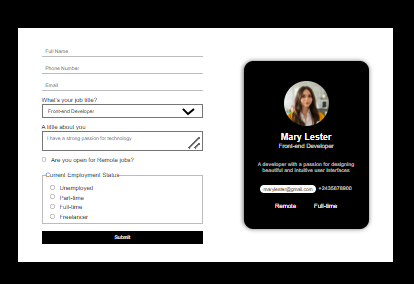 Full Name
Phone Number
Email
What's your job title?
Front-end Developer
A little about you
I have a strong passion for technology
Are you open for Remote jobs?
Current Employment Status
Unemployed
Part-time
Full-time
Freelancer
Submit
Mary Lester
Front-end Developer
A developer with a passion for designing
beautiful and intuitive user interfaces
marylester@gmail.com +2435678900
Remote Full-time